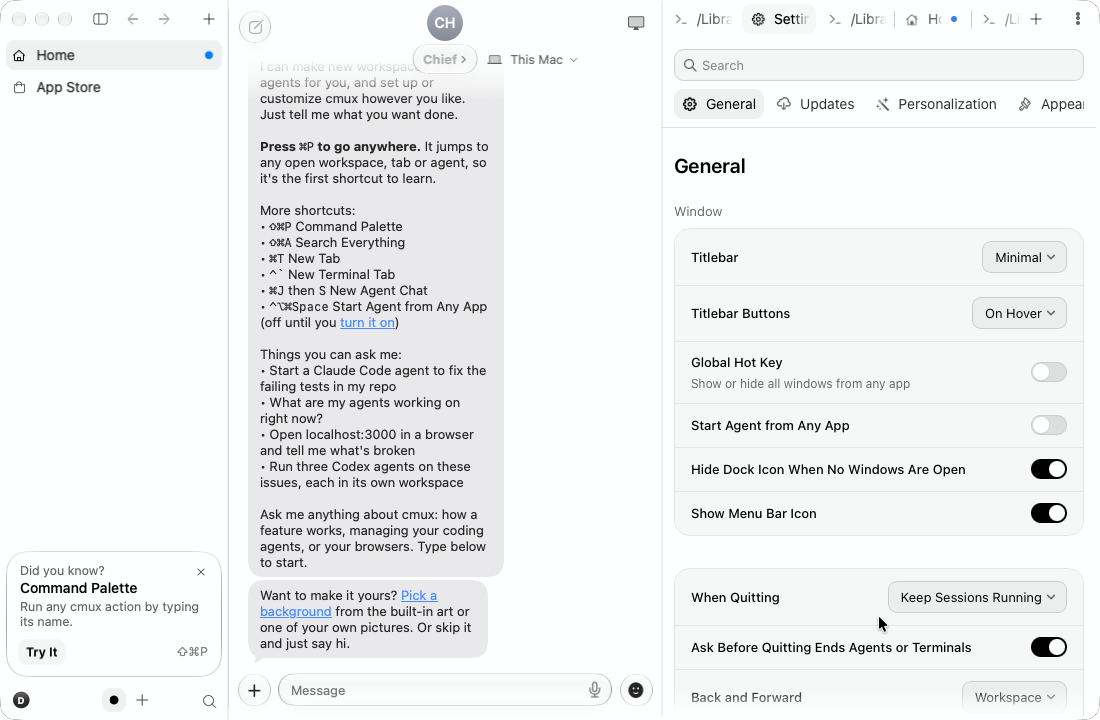 Home
App Store
Did you know?
Command Palette
Run any cmux action by typing
its name.
Try It
⇧⌘P
D
CH
Chief
This Mac
I can make new workspaces
agents for you, and set up or
customize cmux however you like.
Just tell me what you want done.
Press ⌘P to go anywhere. It jumps to
any open workspace, tab or agent, so
it's the first shortcut to learn.
More shortcuts:
• ⇧⌘P Command Palette
• ⇧⌘A Search Everything
• ⌘T New Tab
• ^` New Terminal Tab
• ⌘J then S New Agent Chat
• ^⌥⌘Space Start Agent from Any App
(off until you turn it on)
Things you can ask me:
• Start a Claude Code agent to fix the
failing tests in my repo
• What are my agents working on
right now?
• Open localhost:3000 in a browser
and tell me what's broken
• Run three Codex agents on these
issues, each in its own workspace
Ask me anything about cmux: how a
feature works, managing your coding
agents, or your browsers. Type below
to start.
Want to make it yours? Pick a
background from the built-in art or
one of your own pictures. Or skip it
and just say hi.
Message
/Libra
Settin
/Libra
Ho
/Li
Search
General
Updates
Personalization
Appear
General
Window
Titlebar
Minimal
Titlebar Buttons
On Hover
Global Hot Key
Show or hide all windows from any app
Start Agent from Any App
Hide Dock Icon When No Windows Are Open
Show Menu Bar Icon
When Quitting
Keep Sessions Running
Ask Before Quitting Ends Agents or Terminals
Back and Forward
Workspace